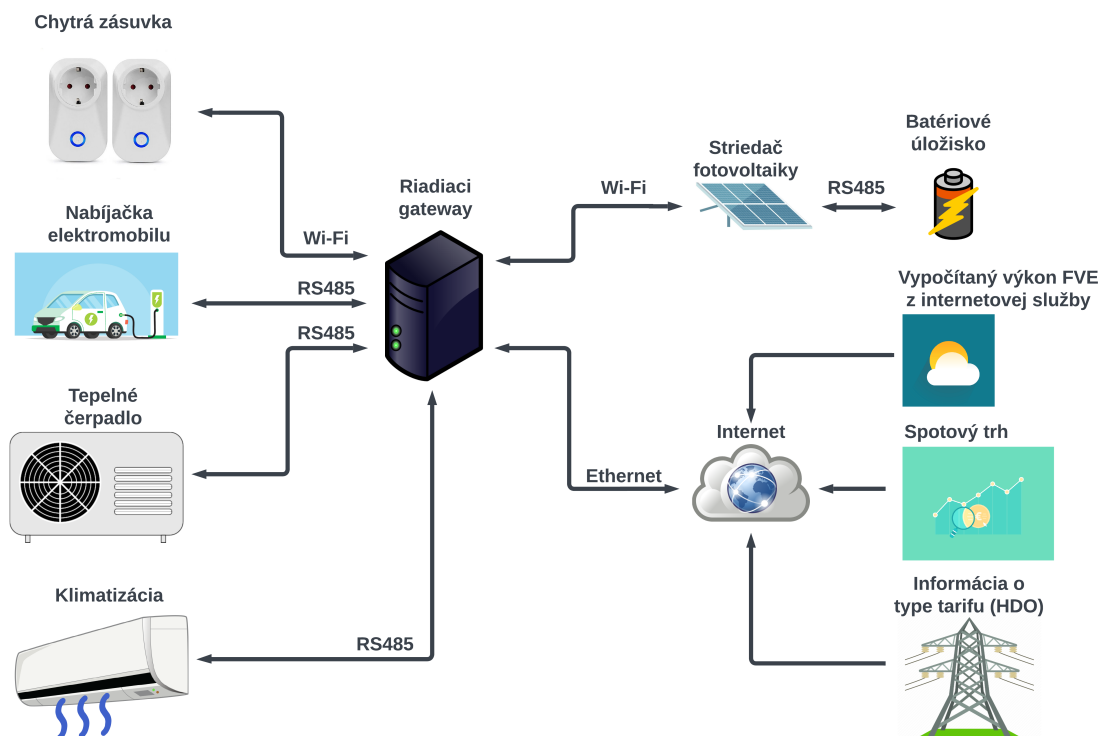 Chytrá zásuvka
Wi-Fi
Nabíjačka
elektromobilu
RS485
RS485
Tepelné
čerpadlo
Klimatizácia
RS485
Riadiaci
gateway
Wi-Fi
Striedač
fotovoltaiky
RS485
Batériové
úložisko
Vypočítaný výkon FVE
z internetovej služby
Internet
Ethernet
Spotový trh
Informácia o
type tarifu (HDO)